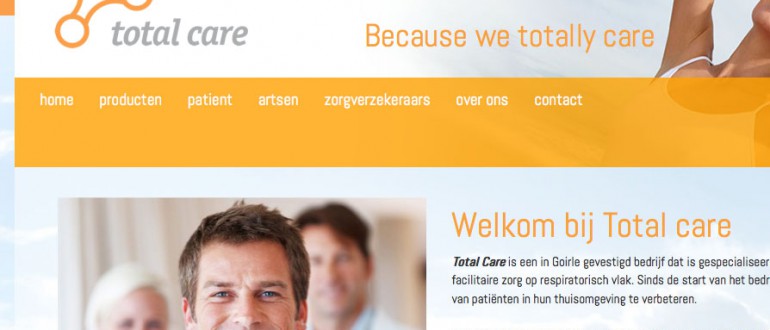 total care
Because we totally care
home producten patient artsen zorgverzekeraars over ons contact
Welkom bij Total care
Total Care is een in Goirle gevestigd bedrijf dat is gespecialiseer
facilitaire zorg op respiratorisch vlak. Sinds de start van het bedr
van patiënten in hun thuisomgeving te verbeteren.